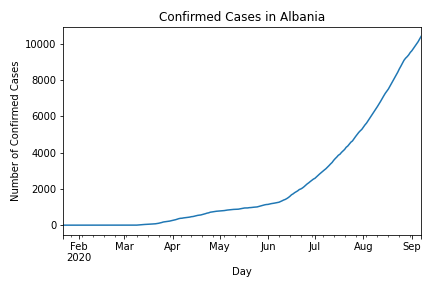 Confirmed Cases in Albania
Number of Confirmed Cases
10000
8000
6000
4000
2000
0
Feb
2020
Mar
Apr
May
Jun
Jul
Aug
Sep
Day